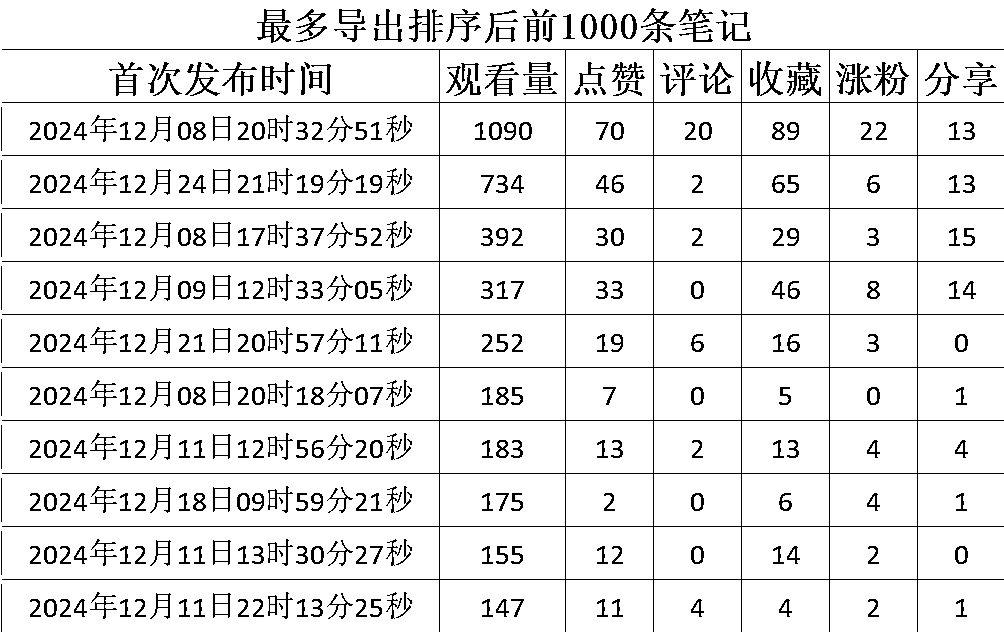 最多导出排序后前1000条笔记
首次发布时间 观看量 点赞 评论 收藏 涨粉 分享
2024年12月08日20时32分51秒 1090 70 20 89 22 13
2024年12月24日21时19分19秒 734 46 2 65 6 13
2024年12月08日17时37分52秒 392 30 2 29 3 15
2024年12月09日12时33分05秒 317 33 0 46 8 14
2024年12月21日20时57分11秒 252 19 6 16 3 0
2024年12月08日20时18分07秒 185 7 0 5 0 1
2024年12月11日12时56分20秒 183 13 2 13 4 4
2024年12月18日09时59分21秒 175 2 0 6 4 1
2024年12月11日13时30分27秒 155 12 0 14 2 0
2024年12月11日22时13分25秒 147 11 4 4 2 1